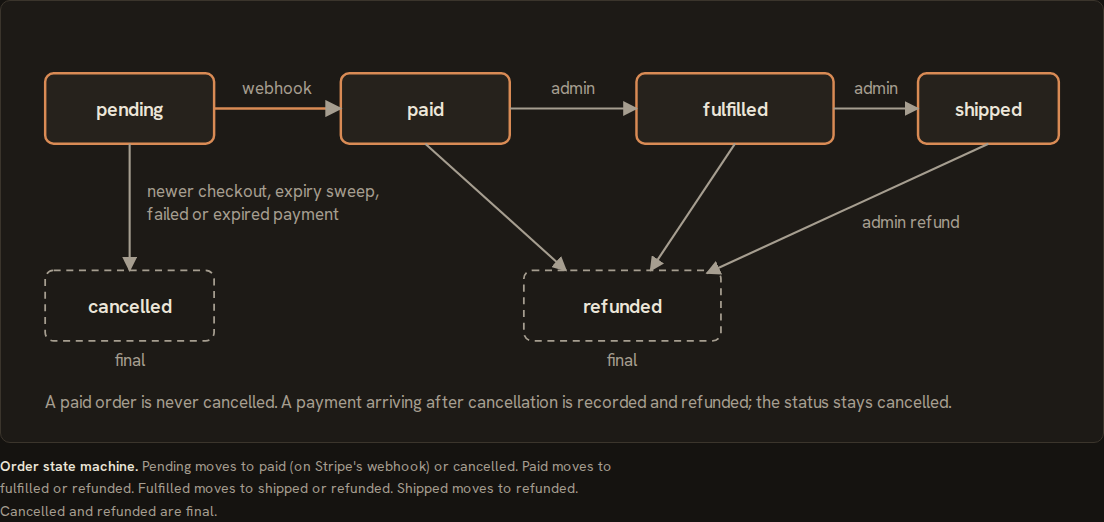 webhook
admin
admin
pending
paid
fulfilled
shipped
newer checkout, expiry sweep,
failed or expired payment
admin refund
cancelled
refunded
final
final
A paid order is never cancelled. A payment arriving after cancellation is recorded and refunded; the status stays cancelled.
Order state machine. Pending moves to paid (on Stripe's webhook) or cancelled. Paid moves to
fulfilled or refunded. Fulfilled moves to shipped or refunded. Shipped moves to refunded.
Cancelled and refunded are final.